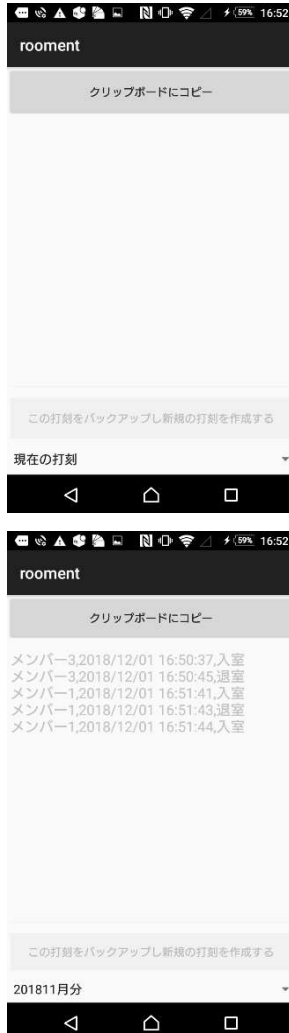 59% 16:52
rooment
クリップボードにコピー
この打刻をバックアップし新規の打刻を作成する
現在の打刻
59% 16:52
rooment
クリップボードにコピー
メンバー3,2018/12/01 16:50:37,入室
メンバー3,2018/12/01 16:50:45,退室
メンバー1,2018/12/01 16:51:41,入室
メンバー1,2018/12/01 16:51:43,退室
メンバー1,2018/12/01 16:51:44,入室
この打刻をバックアップし新規の打刻を作成する
201811月分